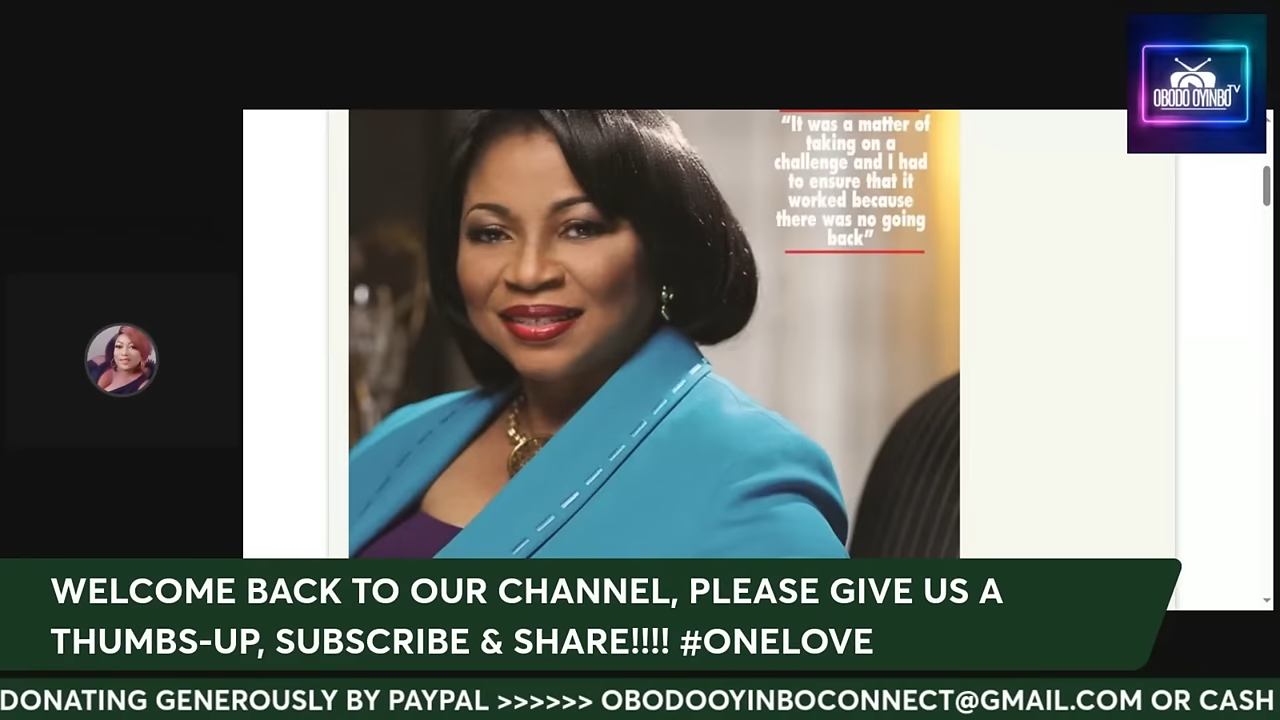 OBODO OYINBO TV
“It was a matter of
taking on a
challenge and I had
to ensure that it
worked because
there was no going
back”
WELCOME BACK TO OUR CHANNEL, PLEASE GIVE US A
THUMBS-UP, SUBSCRIBE & SHARE!!!! #ONELOVE
DONATING GENEROUSLY BY PAYPAL >>>>>> OBODOOYINBOCONNECT@GMAIL.COM OR CASH